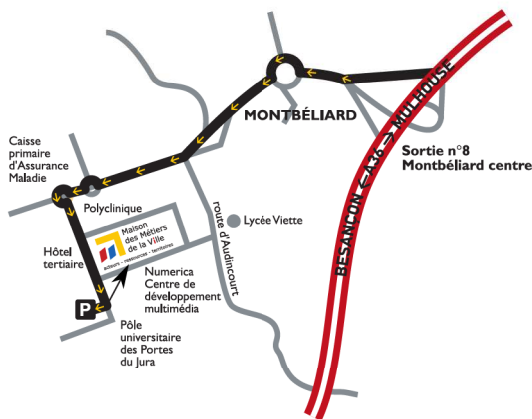 MONTBÉLIARD
BESANÇON ← A36 → MULHOUSE
Sortie n°8
Montbéliard centre
Caisse
primaire
d'Assurance
Maladie
Polyclinique
Maison
des Métiers
de la Ville
acteurs - ressources - territoires
Hôtel
tertiaire
route d'Audincourt
Lycée Viette
Numerica
Centre de
développement
multimédia
P
Pôle
universitaire
des Portes
du Jura